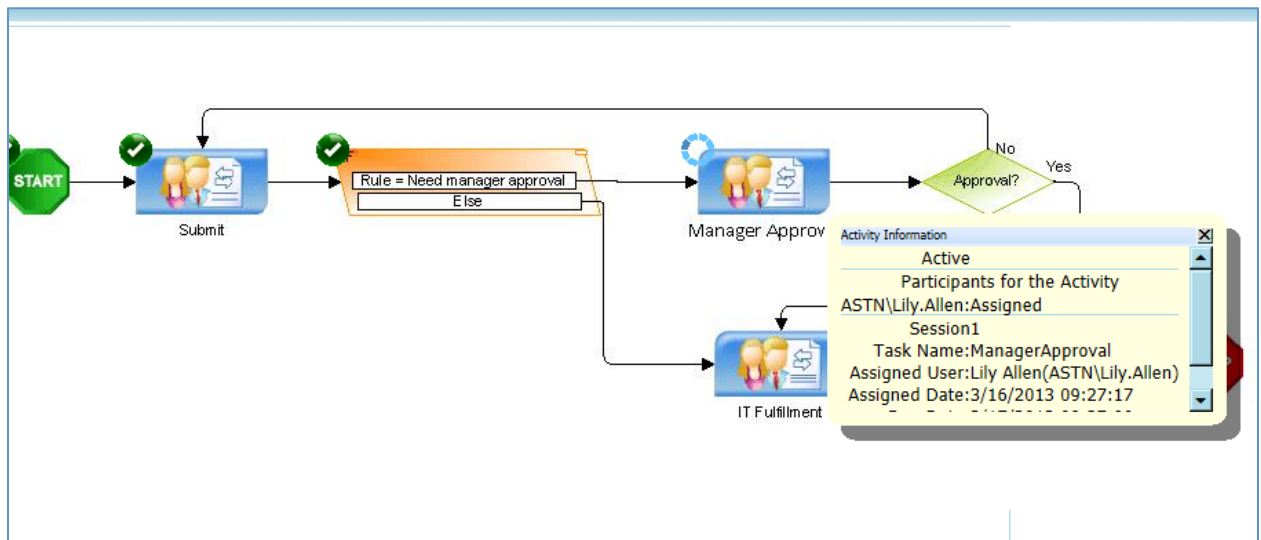 No
Yes
START
Rule = Need manager approval
Approval?
Else
Submit
Manager Approv
Activity Information
Active
Participants for the Activity
ASTN\Lily.Allen:Assigned
Session1
Task Name:ManagerApproval
Assigned User:Lily Allen(ASTN\Lily.Allen)
Assigned Date:3/16/2013 09:27:17
IT Fulfillment